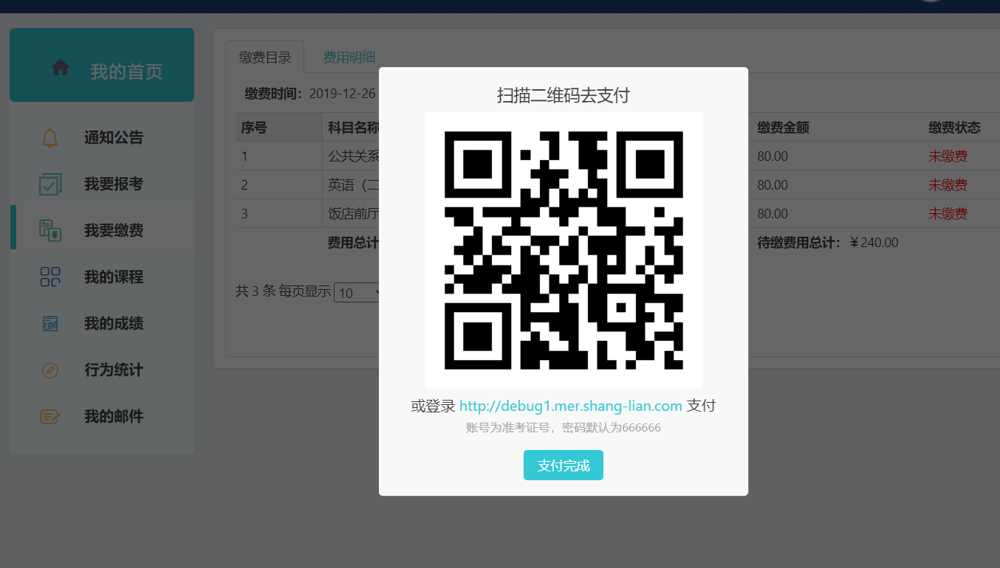 我的首页
通知公告
我要报考
我要缴费
我的课程
我的成绩
行为统计
我的邮件
缴费目录 费用明细
缴费时间：2019-12-26
序号 科目名称 缴费金额 缴费状态
1 公共关系 80.00 未缴费
2 英语（二 80.00 未缴费
3 饭店前厅 80.00 未缴费
费用总计 待缴费用总计：￥240.00
共 3 条 每页显示 10
扫描二维码去支付
或登录 http://debug1.mer.shang-lian.com 支付
账号为准考证号，密码默认为666666
支付完成